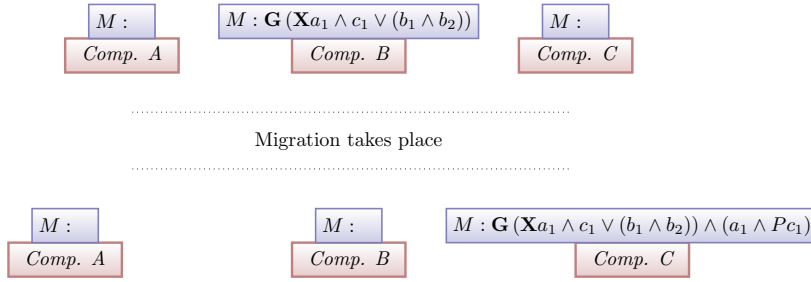 M : M : G (Xa₁ ∧ c₁ ∨ (b₁ ∧ b₂)) M :
Comp. A Comp. B Comp. C
Migration takes place
M : M : M : G (Xa₁ ∧ c₁ ∨ (b₁ ∧ b₂)) ∧ (a₁ ∧ Pc₁)
Comp. A Comp. B Comp. C